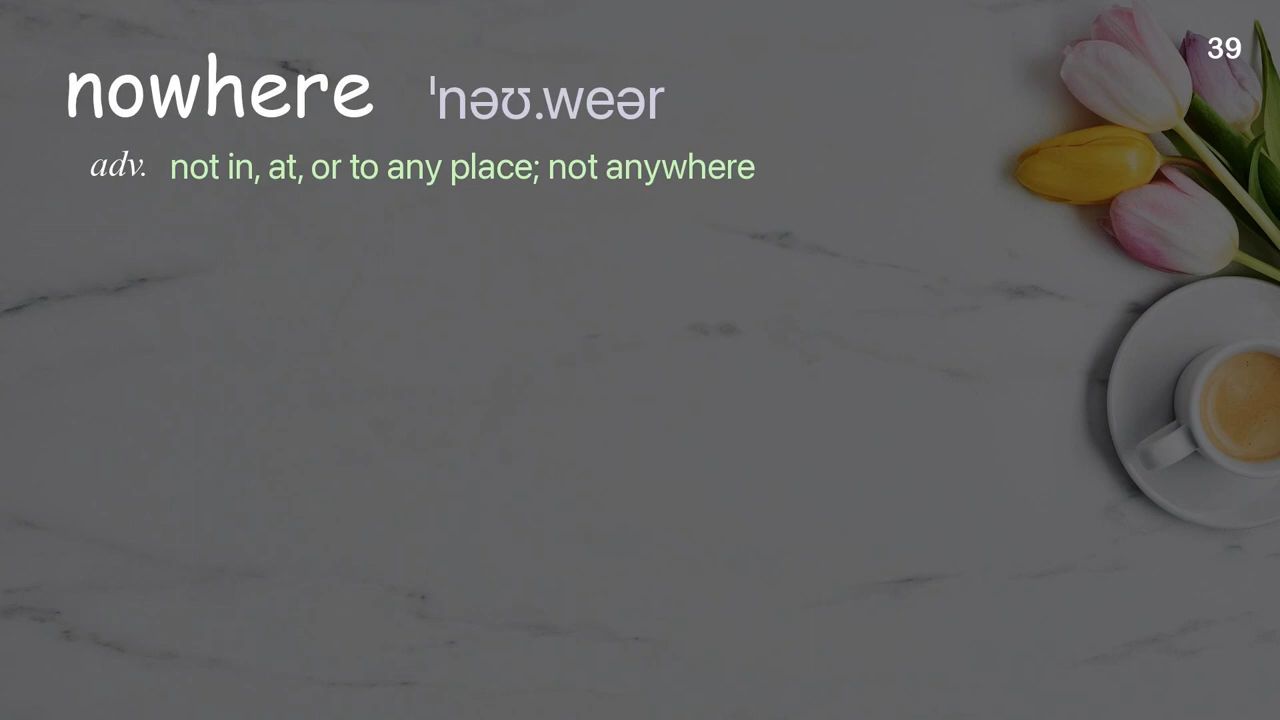 39
nowhere ˈnəʊ.weər
adv. not in, at, or to any place; not anywhere